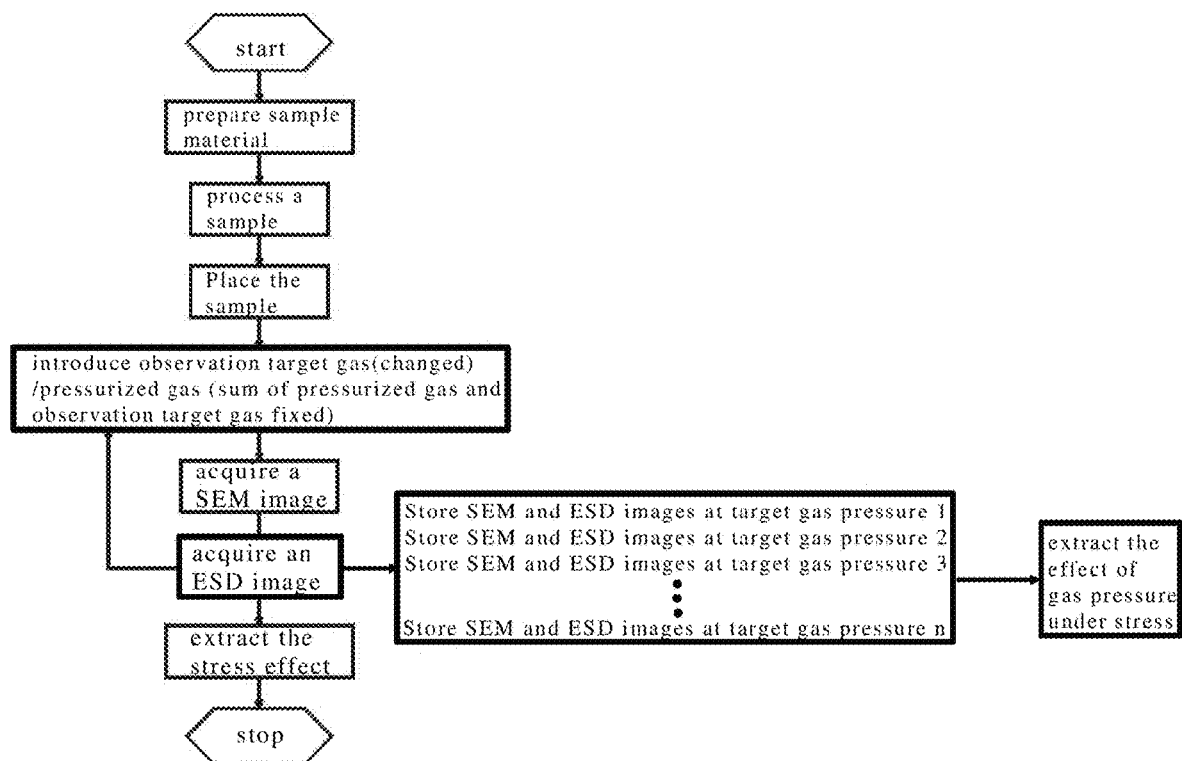 start
prepare sample
material
process a
sample
Place the
sample
introduce observation target gas(changed)
/pressurized gas (sum of pressurized gas and
observation target gas fixed)
acquire a
SEM image
acquire an
ESD image
Store SEM and ESD images at target gas pressure 1
Store SEM and ESD images at target gas pressure 2
Store SEM and ESD images at target gas pressure 3
Store SEM and ESD images at target gas pressure n
extract the
effect of
gas pressure
under stress
extract the
stress effect
stop